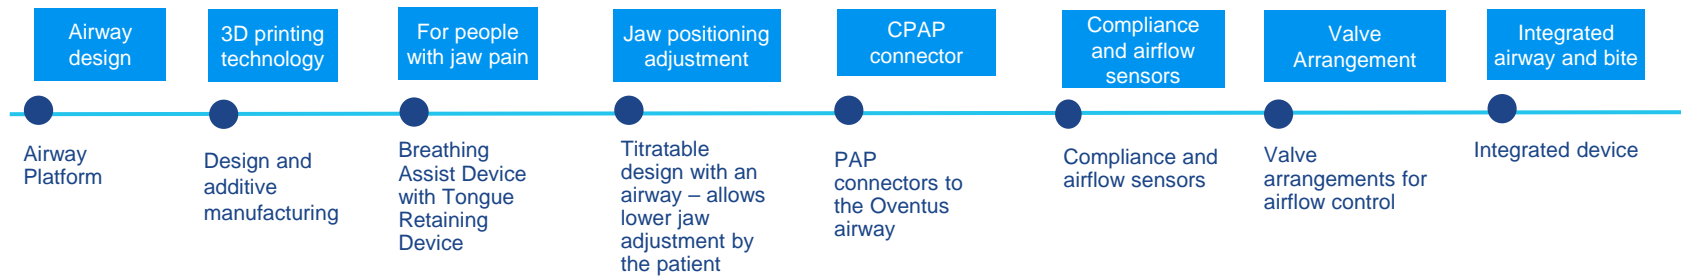 Airway
design
3D printing
technology
For people
with jaw pain
Jaw positioning
adjustment
CPAP
connector
Compliance
and airflow
sensors
Valve
Arrangement
Integrated
airway and bite
Airway
Platform
Design and
additive
manufacturing
Breathing
Assist Device
with Tongue
Retaining
Device
Titratable
design with an
airway – allows
lower jaw
adjustment by
the patient
PAP
connectors to
the Oventus
airway
Compliance and
airflow sensors
Valve
arrangements for
airflow control
Integrated device